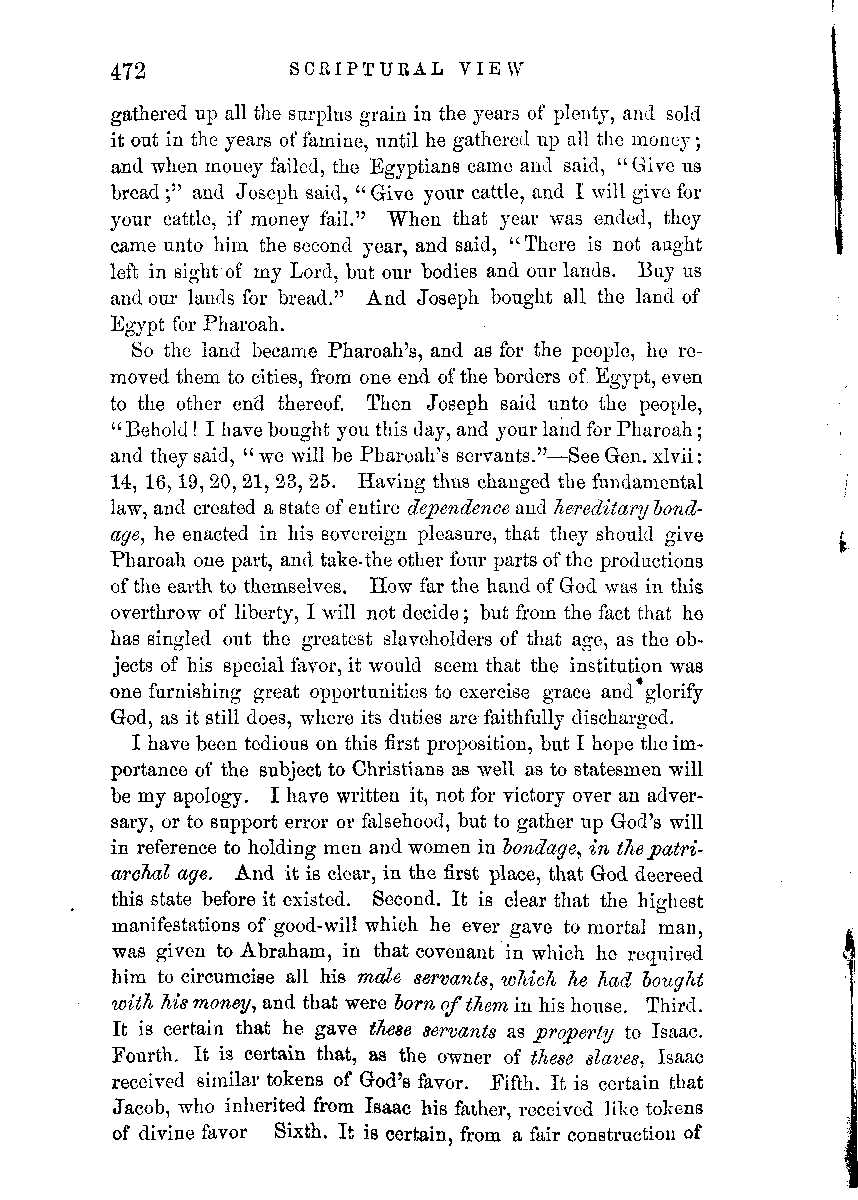 472 SCRIPTURAL VIEW
gathered up all the surplus grain in the years of plenty, and sold
it out in the years of famine, until he gathered up all the money;
and when money failed, the Egyptians came and said, "Give us
bread;" and Joseph said, "Give your cattle, and I will give for
your cattle, if money fail." When that year was ended, they
came unto him the second year, and said, "There is not aught
left in sight of my Lord, but our bodies and our lands. Buy us
and our lands for bread." And Joseph bought all the land of
Egypt for Pharoah.
So the land became Pharoah's, and as for the people, he re-
moved them to cities, from one end of the borders of Egypt, even
to the other end thereof. Then Joseph said unto the people,
"Behold! I have bought you this day, and your land for Pharoah;
and they said, "we will be Pharoah's servants."—See Gen. xlvii:
14, 16, 19, 20, 21, 23, 25. Having thus changed the fundamental
law, and created a state of entire dependence and hereditary bond-
age, he enacted in his sovereign pleasure, that they should give
Pharoah one part, and take the other four parts of the productions
of the earth to themselves. How far the hand of God was in this
overthrow of liberty, I will not decide; but from the fact that he
has singled out the greatest slaveholders of that age, as the ob-
jects of his special favor, it would seem that the institution was
one furnishing great opportunities to exercise grace and glorify
God, as it still does, where its duties are faithfully discharged.
I have been tedious on this first proposition, but I hope the im-
portance of the subject to Christians as well as to statesmen will
be my apology. I have written it, not for victory over an adver-
sary, or to support error or falsehood, but to gather up God's will
in reference to holding men and women in bondage, in the patri-
archal age. And it is clear, in the first place, that God decreed
this state before it existed. Second. It is clear that the highest
manifestations of good-will which he ever gave to mortal man,
was given to Abraham, in that covenant in which he required
him to circumcise all his male servants, which he had bought
with his money, and that were born of them in his house. Third.
It is certain that he gave these servants as property to Isaac.
Fourth. It is certain that, as the owner of these slaves, Isaac
received similar tokens of God's favor. Fifth. It is certain that
Jacob, who inherited from Isaac his father, received like tokens
of divine favor Sixth. It is certain, from a fair construction of